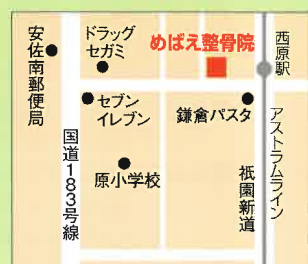 安佐南郵便局
ドラッグ
セガミ
めばえ整骨院
西原駅
セブン
イレブン
鎌倉パスタ
アストラムライン
国道183号線
原小学校
祇園新道